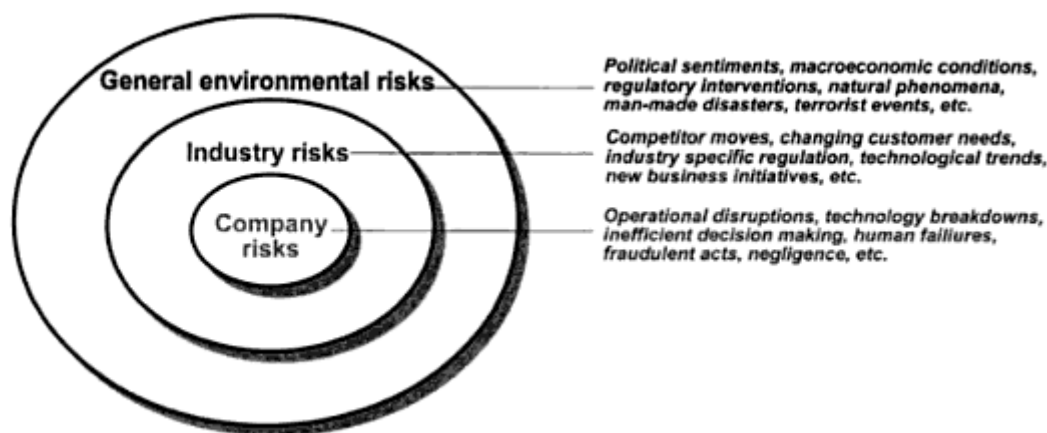 General environmental risks
Political sentiments, macroeconomic conditions,
regulatory interventions, natural phenomena,
man-made disasters, terrorist events, etc.
Industry risks
Competitor moves, changing customer needs,
industry specific regulation, technological trends,
new business initiatives, etc.
Company
risks
Operational disruptions, technology breakdowns,
inefficient decision making, human failiures,
fraudulent acts, negligence, etc.